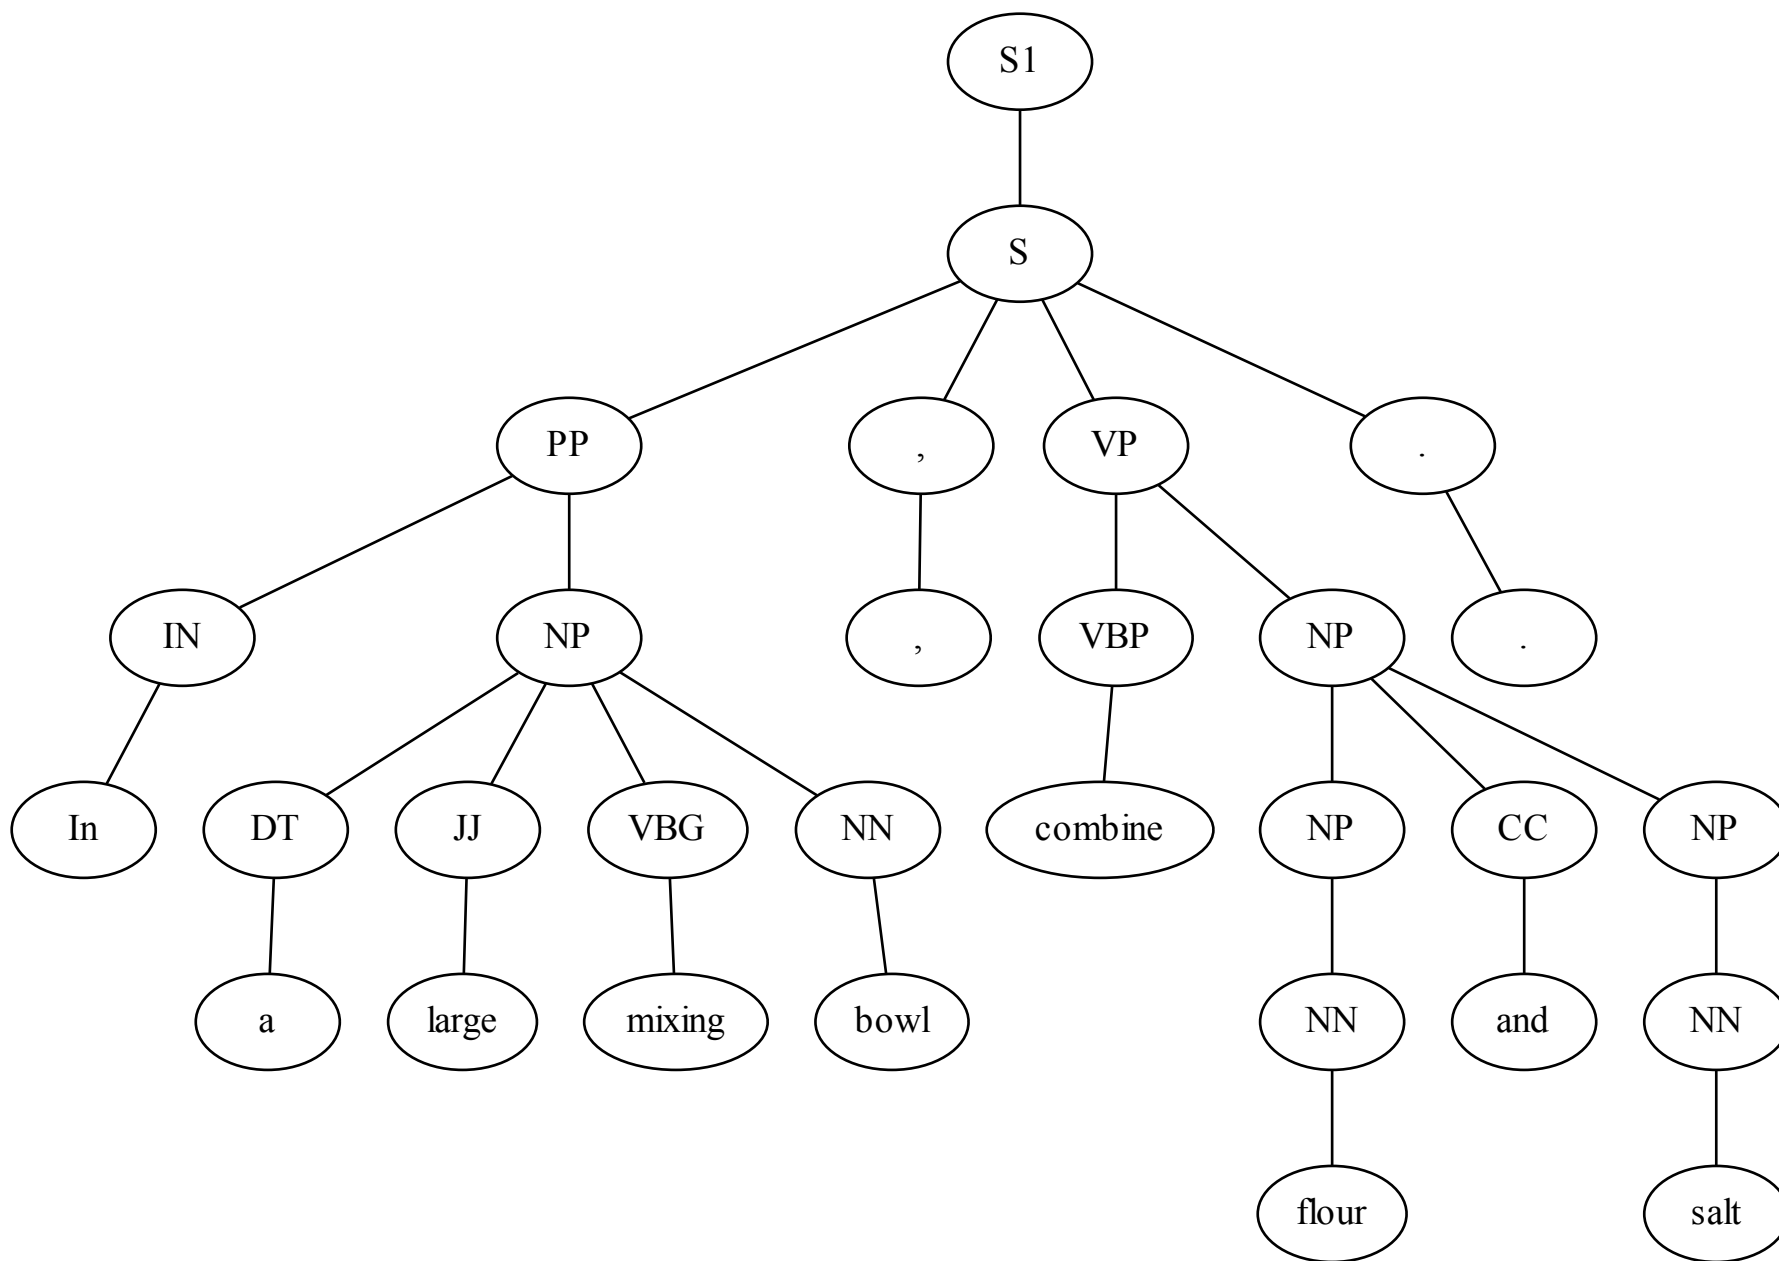 S1
S
PP , VP .
IN NP , VBP NP .
In DT JJ VBG NN combine NP CC NP
a large mixing bowl NN and NN
flour salt